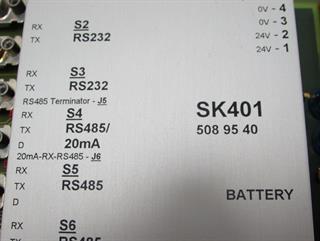 RX S2
TX RS232
0V - 4
0V - 3
24V - 2
24V - 1
RX S3
TX RS232
RS485 Terminator - J5
RX S4
TX RS485/
D 20mA
20mA-RX-RS485 - J6
SK401
508 95 40
RX S5
TX RS485
D
BATTERY
RX S6
TX RS485